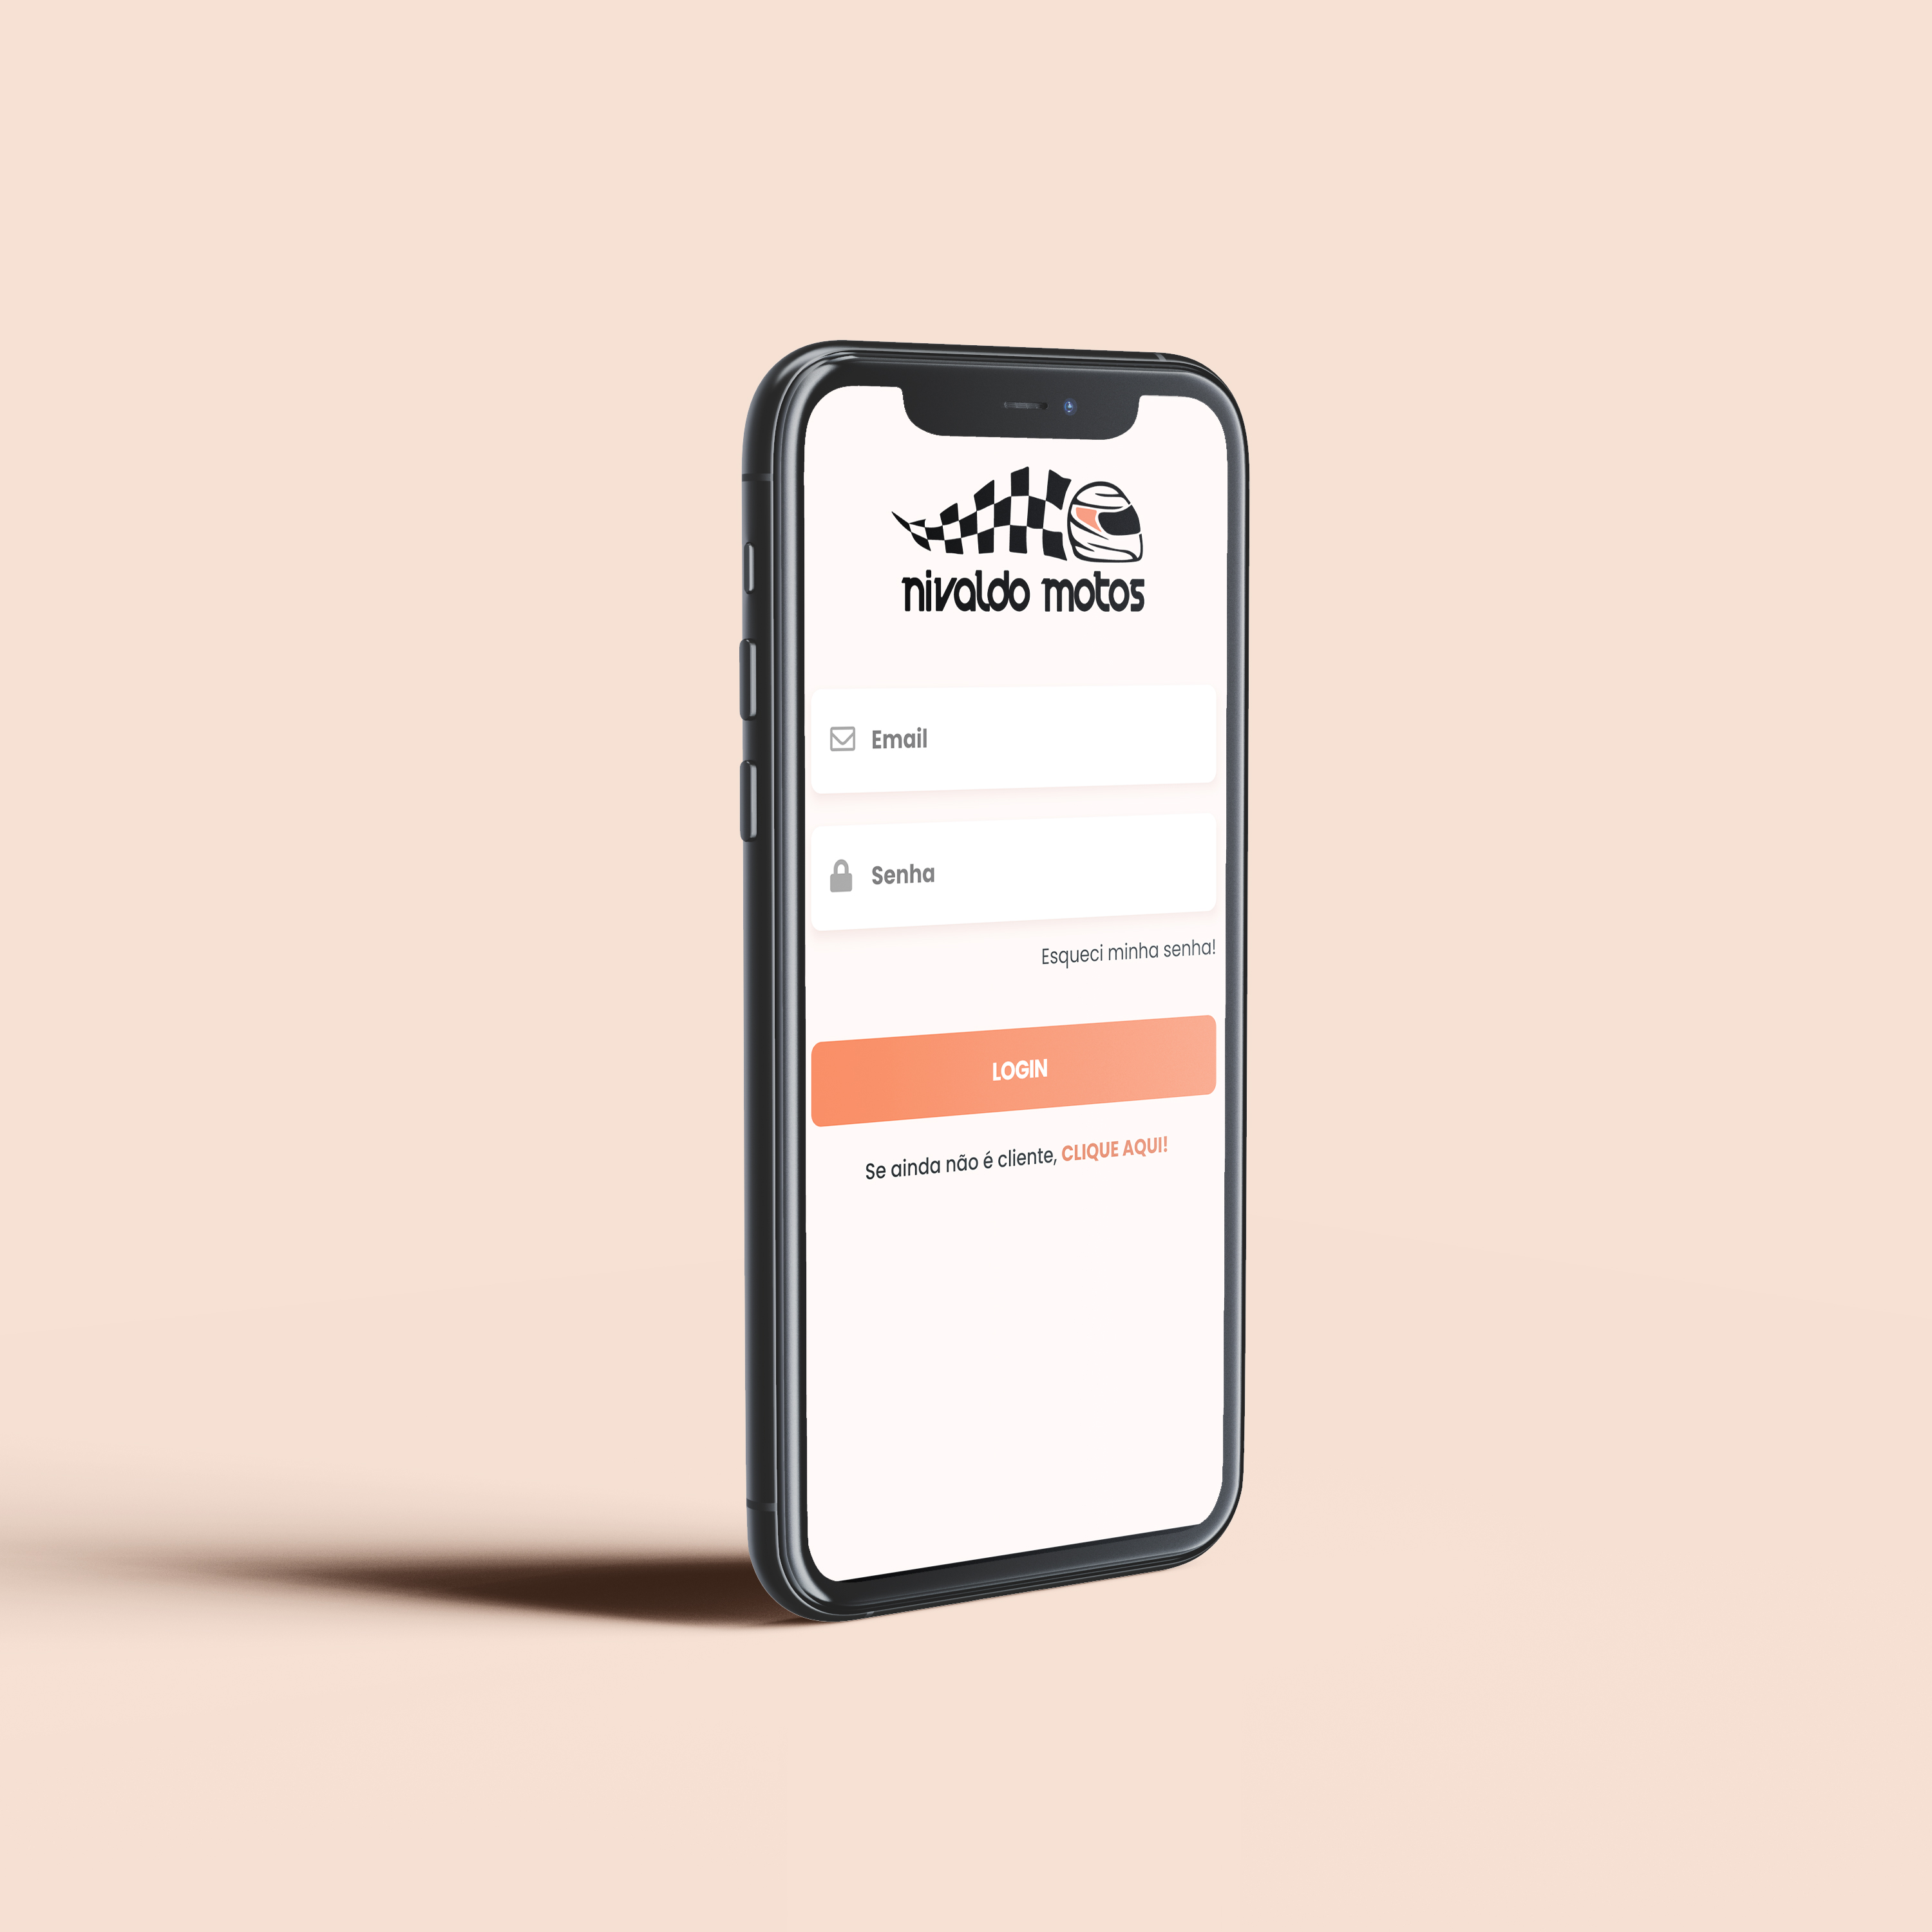 nivaldo motos
Email
Senha
Esqueci minha senha!
LOGIN
Se ainda não é cliente, CLIQUE AQUI!